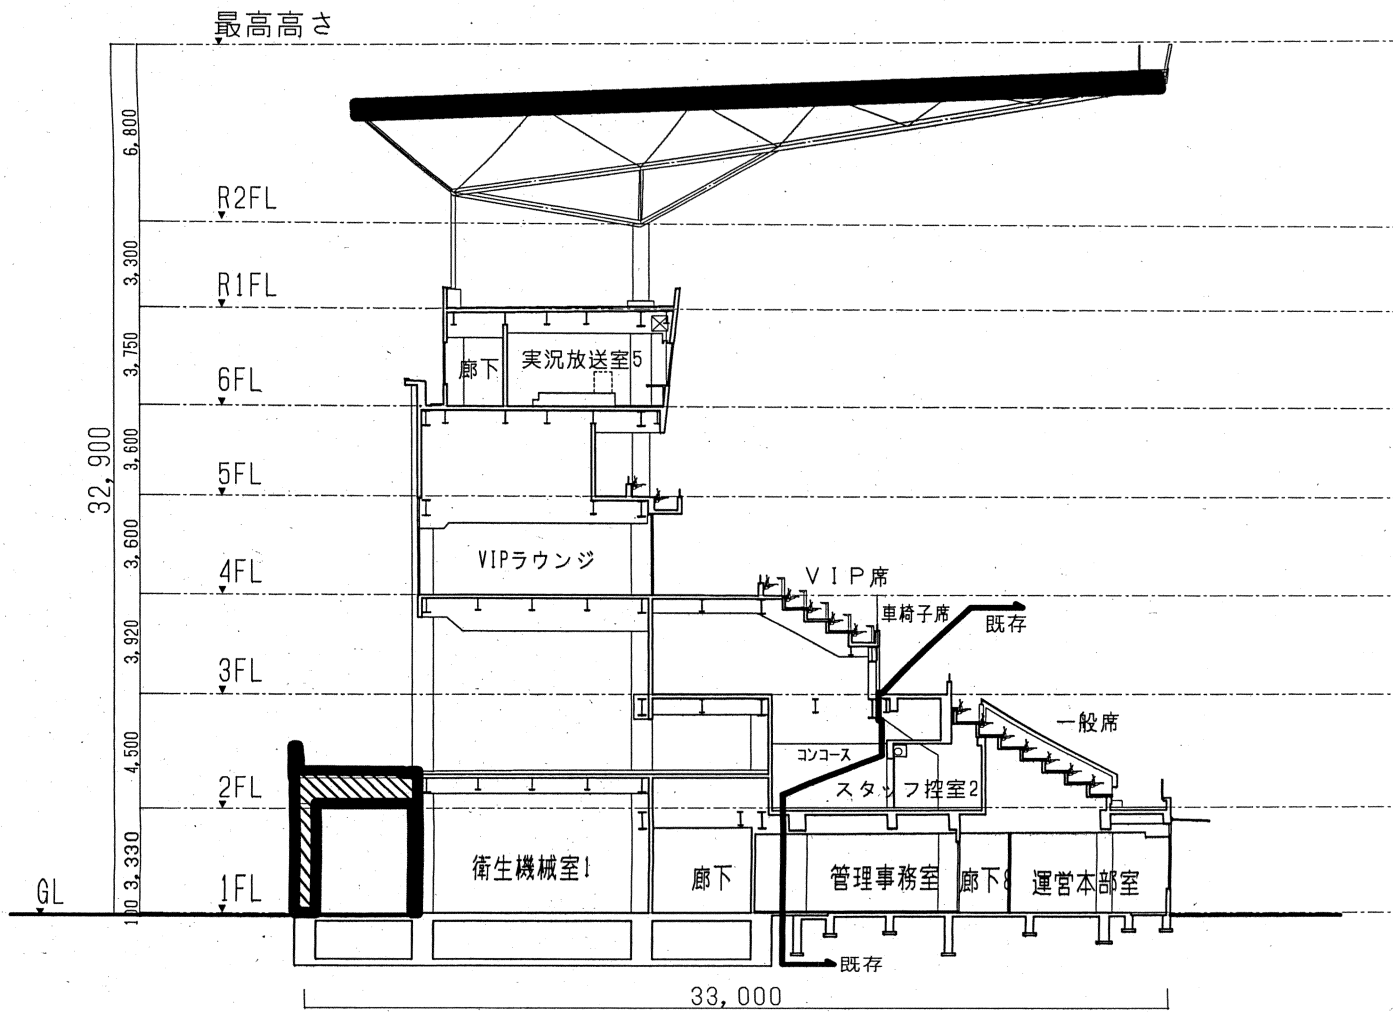 最高高さ
6,800
R2FL
3,300
R1FL
3,750
廊下
実況放送室5
6FL
3,600
32,900
5FL
3,600
VIPラウンジ
4FL
VIP席
車椅子席
既存
3,920
3FL
一般席
4,500
コンコース
スタッフ控室2
2FL
3,330
衛生機械室1
廊下
管理事務室
廊下8
運営本部室
GL
1FL
100
既存
33,000